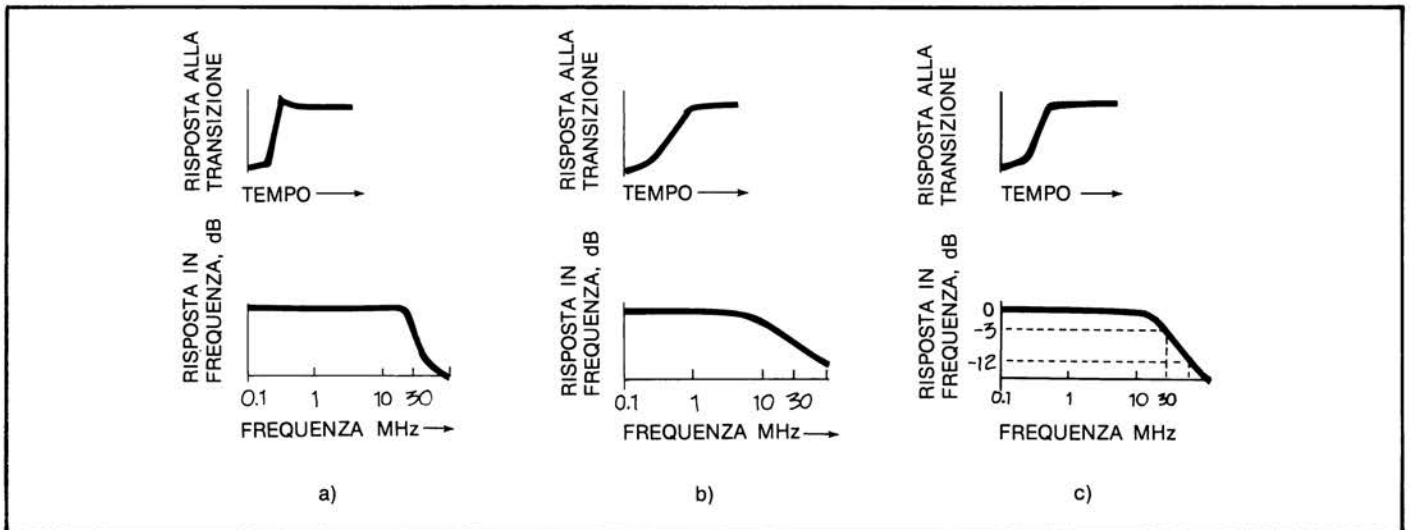 RISPOSTA ALLA
TRANSIZIONE
TEMPO
RISPOSTA IN
FREQUENZA, dB
0.1 1 10 30
FREQUENZA MHz
a)
RISPOSTA ALLA
TRANSIZIONE
TEMPO
RISPOSTA IN
FREQUENZA, dB
0.1 1 10 30
FREQUENZA MHz
b)
RISPOSTA ALLA
TRANSIZIONE
TEMPO
RISPOSTA IN
FREQUENZA, dB
0
-12
0.1 1 10 30
FREQUENZA MHz
c)